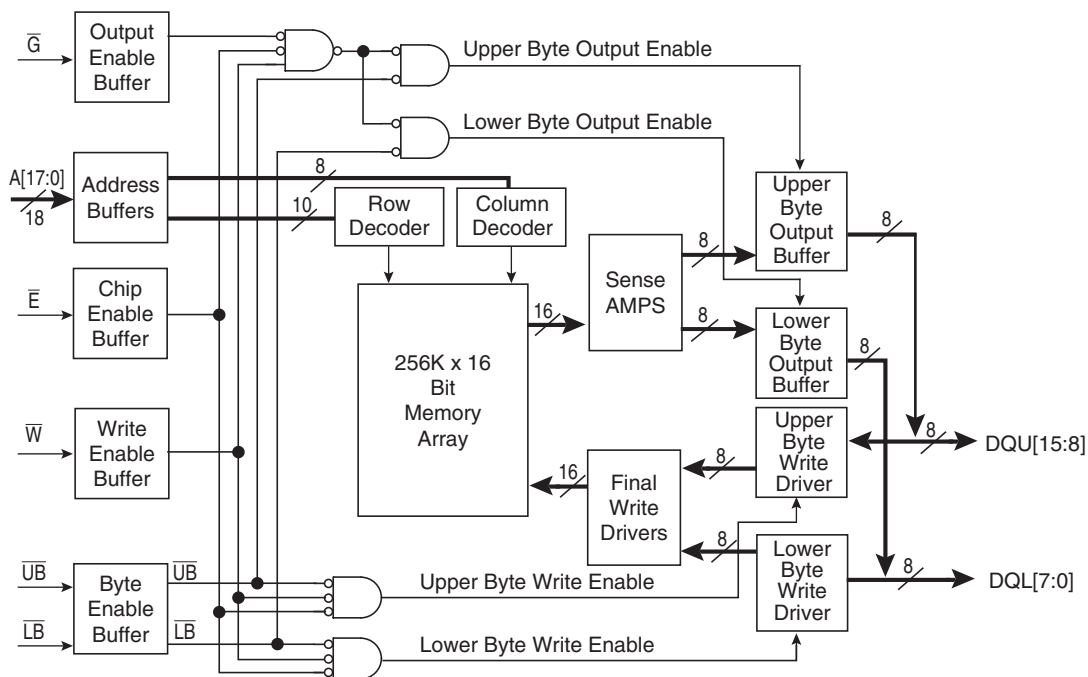 G̅
Output
Enable
Buffer
Upper Byte Output Enable
Lower Byte Output Enable
A[17:0]
18
Address
Buffers
8
10
Row
Decoder
Column
Decoder
Upper
Byte
Output
Buffer
8
E̅
Chip
Enable
Buffer
256K x 16
Bit
Memory
Array
16
Sense
AMPS
8
8
Lower
Byte
Output
Buffer
8
W̅
Write
Enable
Buffer
16
Final
Write
Drivers
8
8
Upper
Byte
Write
Driver
8
DQU[15:8]
U̅B̅
L̅B̅
Byte
Enable
Buffer
U̅B̅
L̅B̅
Upper Byte Write Enable
Lower Byte Write Enable
Lower
Byte
Write
Driver
8
DQL[7:0]